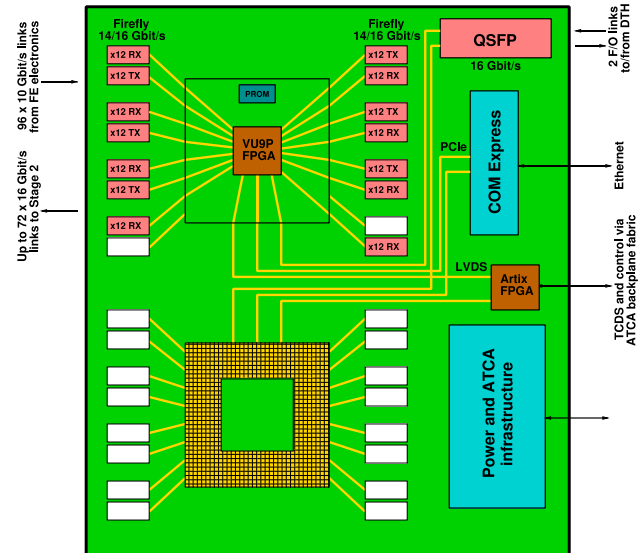 Firefly
14/16 Gbit/s
Firefly
14/16 Gbit/s
QSFP
16 Gbit/s
2 F/O links
to/from DTH
96 x 10 Gbit/s links
from FE electronics
x12 RX
x12 TX
x12 RX
x12 TX
x12 RX
x12 TX
x12 RX
PROM
VU9P
FPGA
x12 TX
x12 RX
x12 TX
x12 RX
x12 TX
x12 RX
x12 RX
PCIe
COM Express
Ethernet
Up to 72 x 16 Gbit/s
links to Stage 2
LVDS
Artix
FPGA
TCDS and control via
ATCA backplane fabric
Power and ATCA
infrastructure